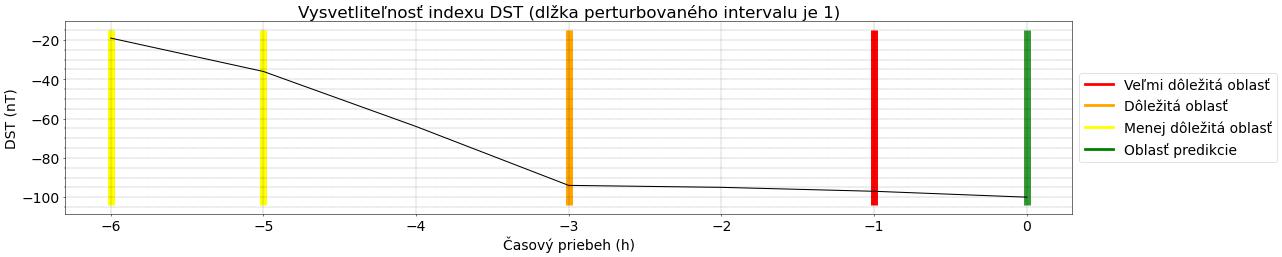 Vysvetliteľnosť indexu DST (dĺžka perturbovaného intervalu je 1)
DST (nT)
−20
−40
−60
−80
−100
−6 −5 −4 −3 −2 −1 0
Časový priebeh (h)
Veľmi dôležitá oblasť
Dôležitá oblasť
Menej dôležitá oblasť
Oblasť predikcie